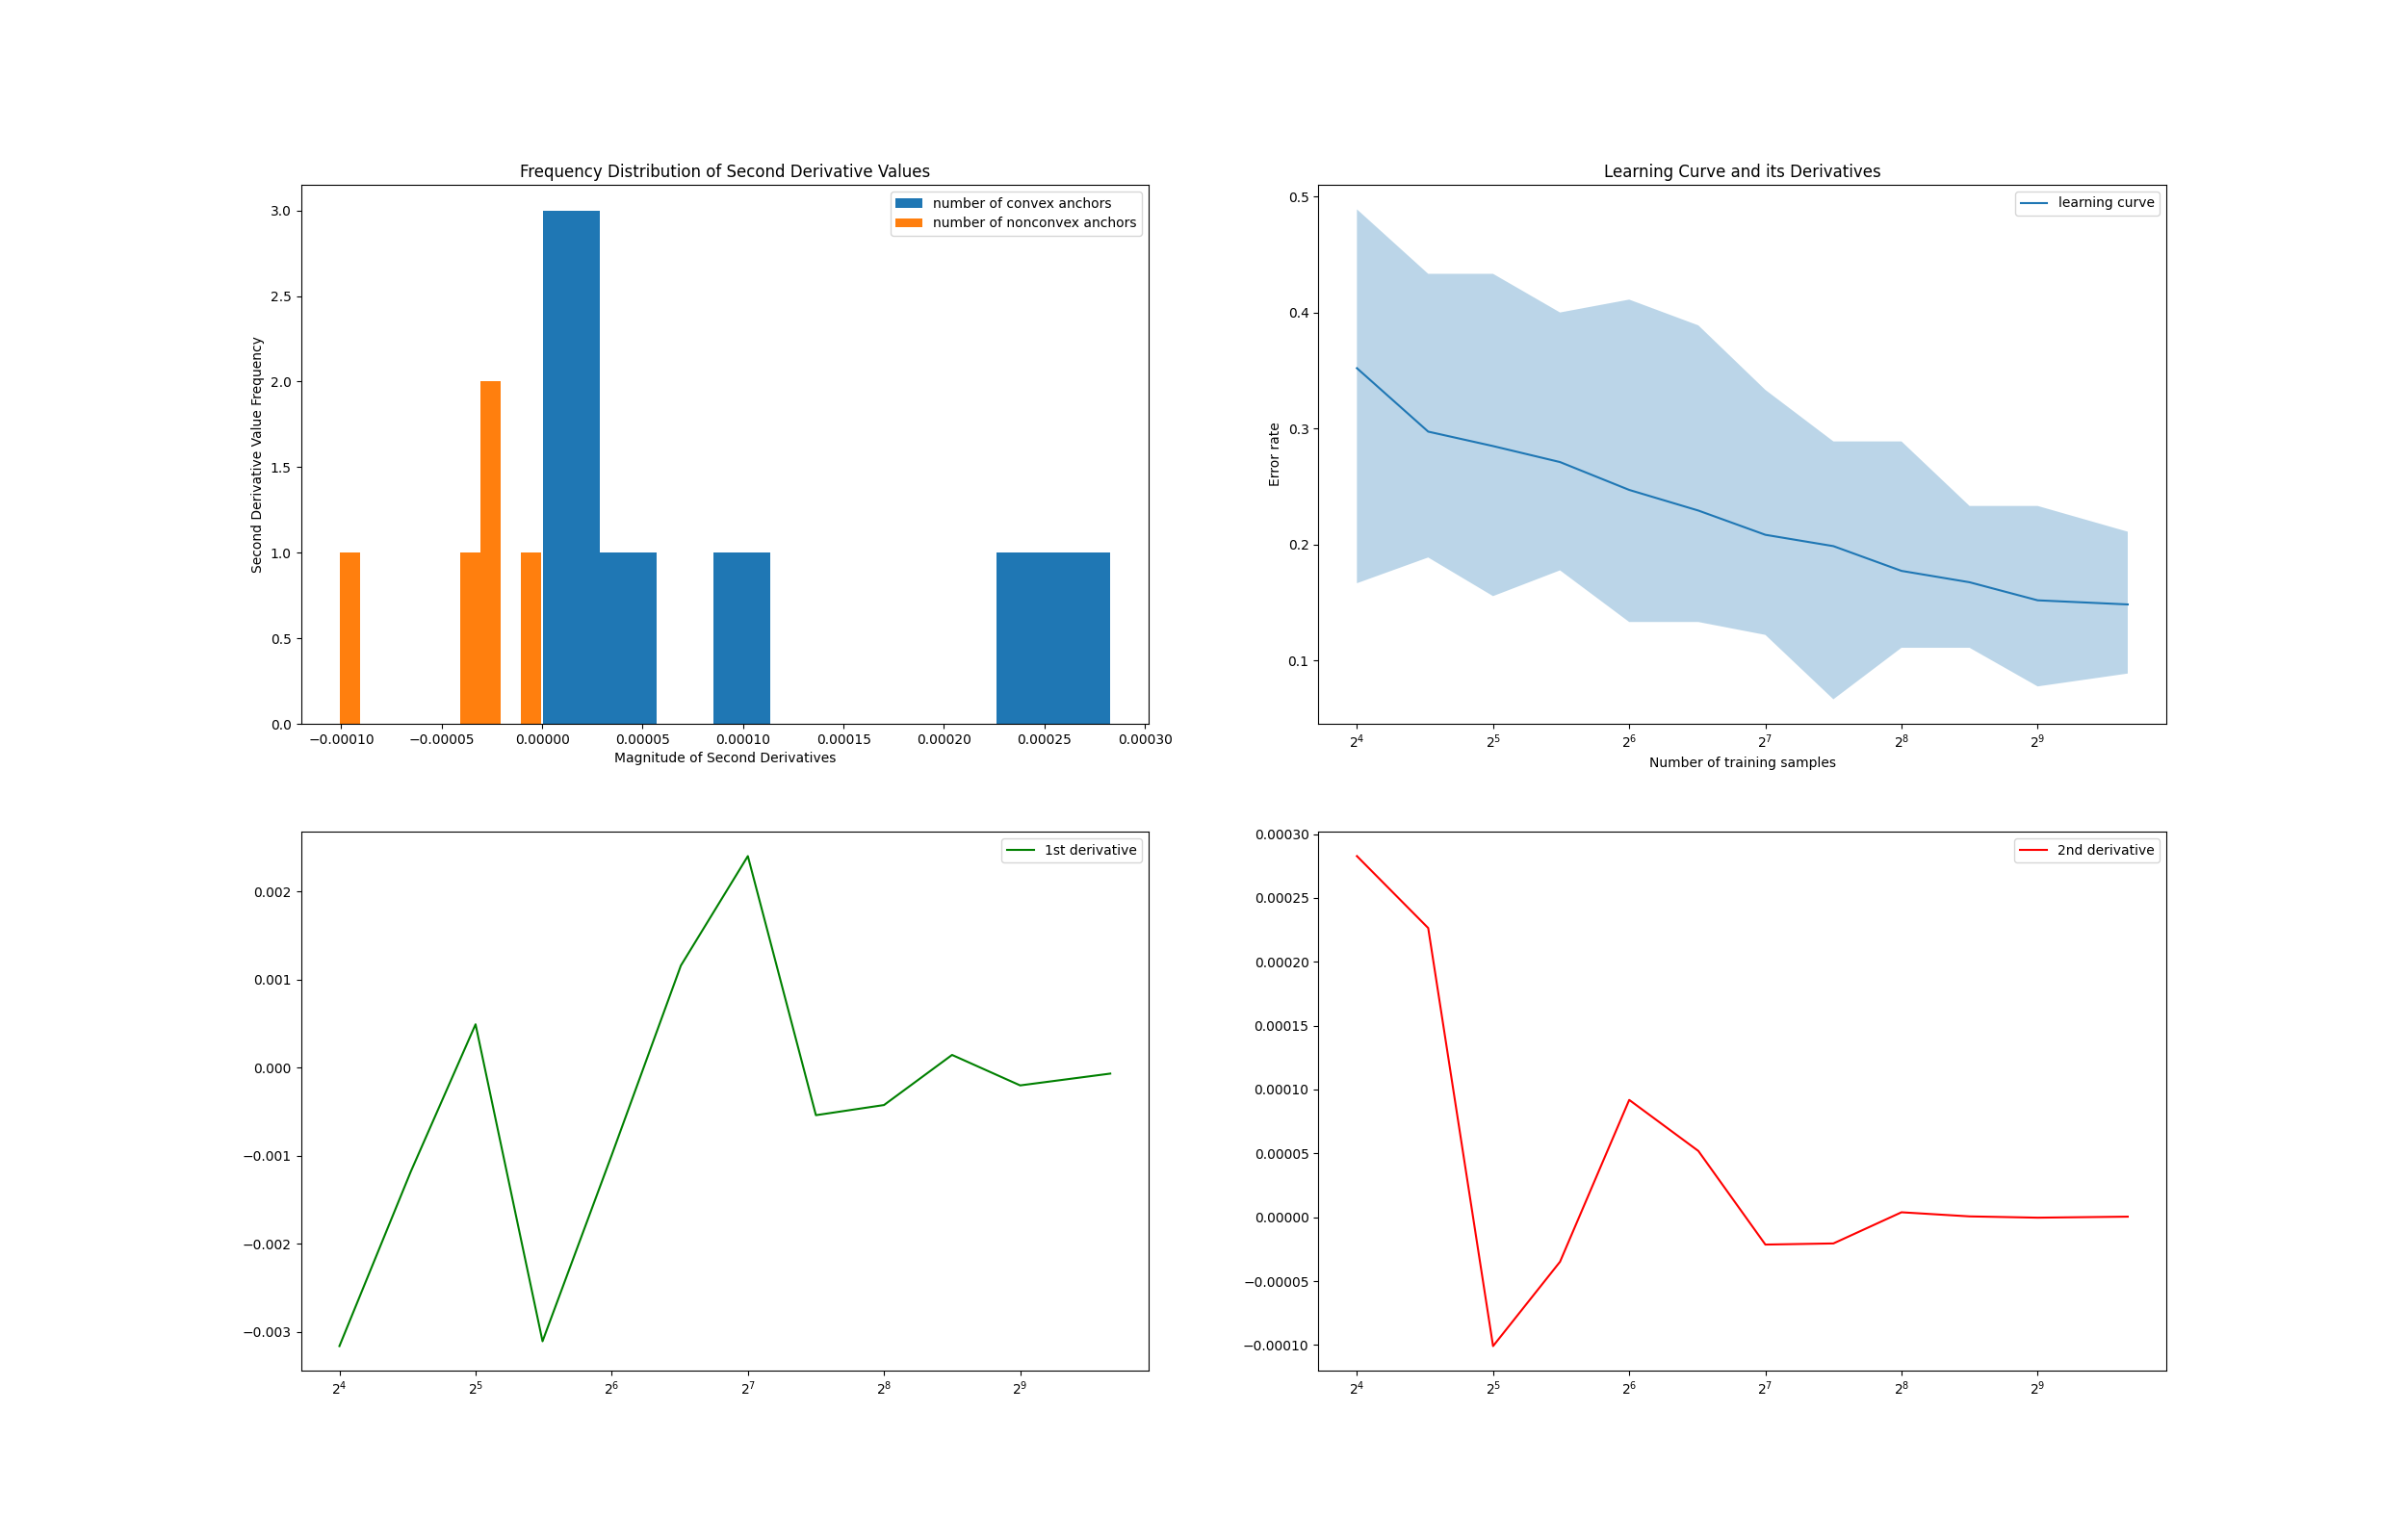 Frequency Distribution of Second Derivative Values
number of convex anchors
number of nonconvex anchors
Second Derivative Value Frequency
3.0
2.5
2.0
1.5
1.0
0.5
0.0
−0.00010 −0.00005 0.00000 0.00005 0.00010 0.00015 0.00020 0.00025 0.00030
Magnitude of Second Derivatives
Learning Curve and its Derivatives
learning curve
Error rate
0.5
0.4
0.3
0.2
0.1
2⁴ 2⁵ 2⁶ 2⁷ 2⁸ 2⁹
Number of training samples
1st derivative
0.002
0.001
0.000
−0.001
−0.002
−0.003
2⁴ 2⁵ 2⁶ 2⁷ 2⁸ 2⁹
2nd derivative
0.00030
0.00025
0.00020
0.00015
0.00010
0.00005
0.00000
−0.00005
−0.00010
2⁴ 2⁵ 2⁶ 2⁷ 2⁸ 2⁹